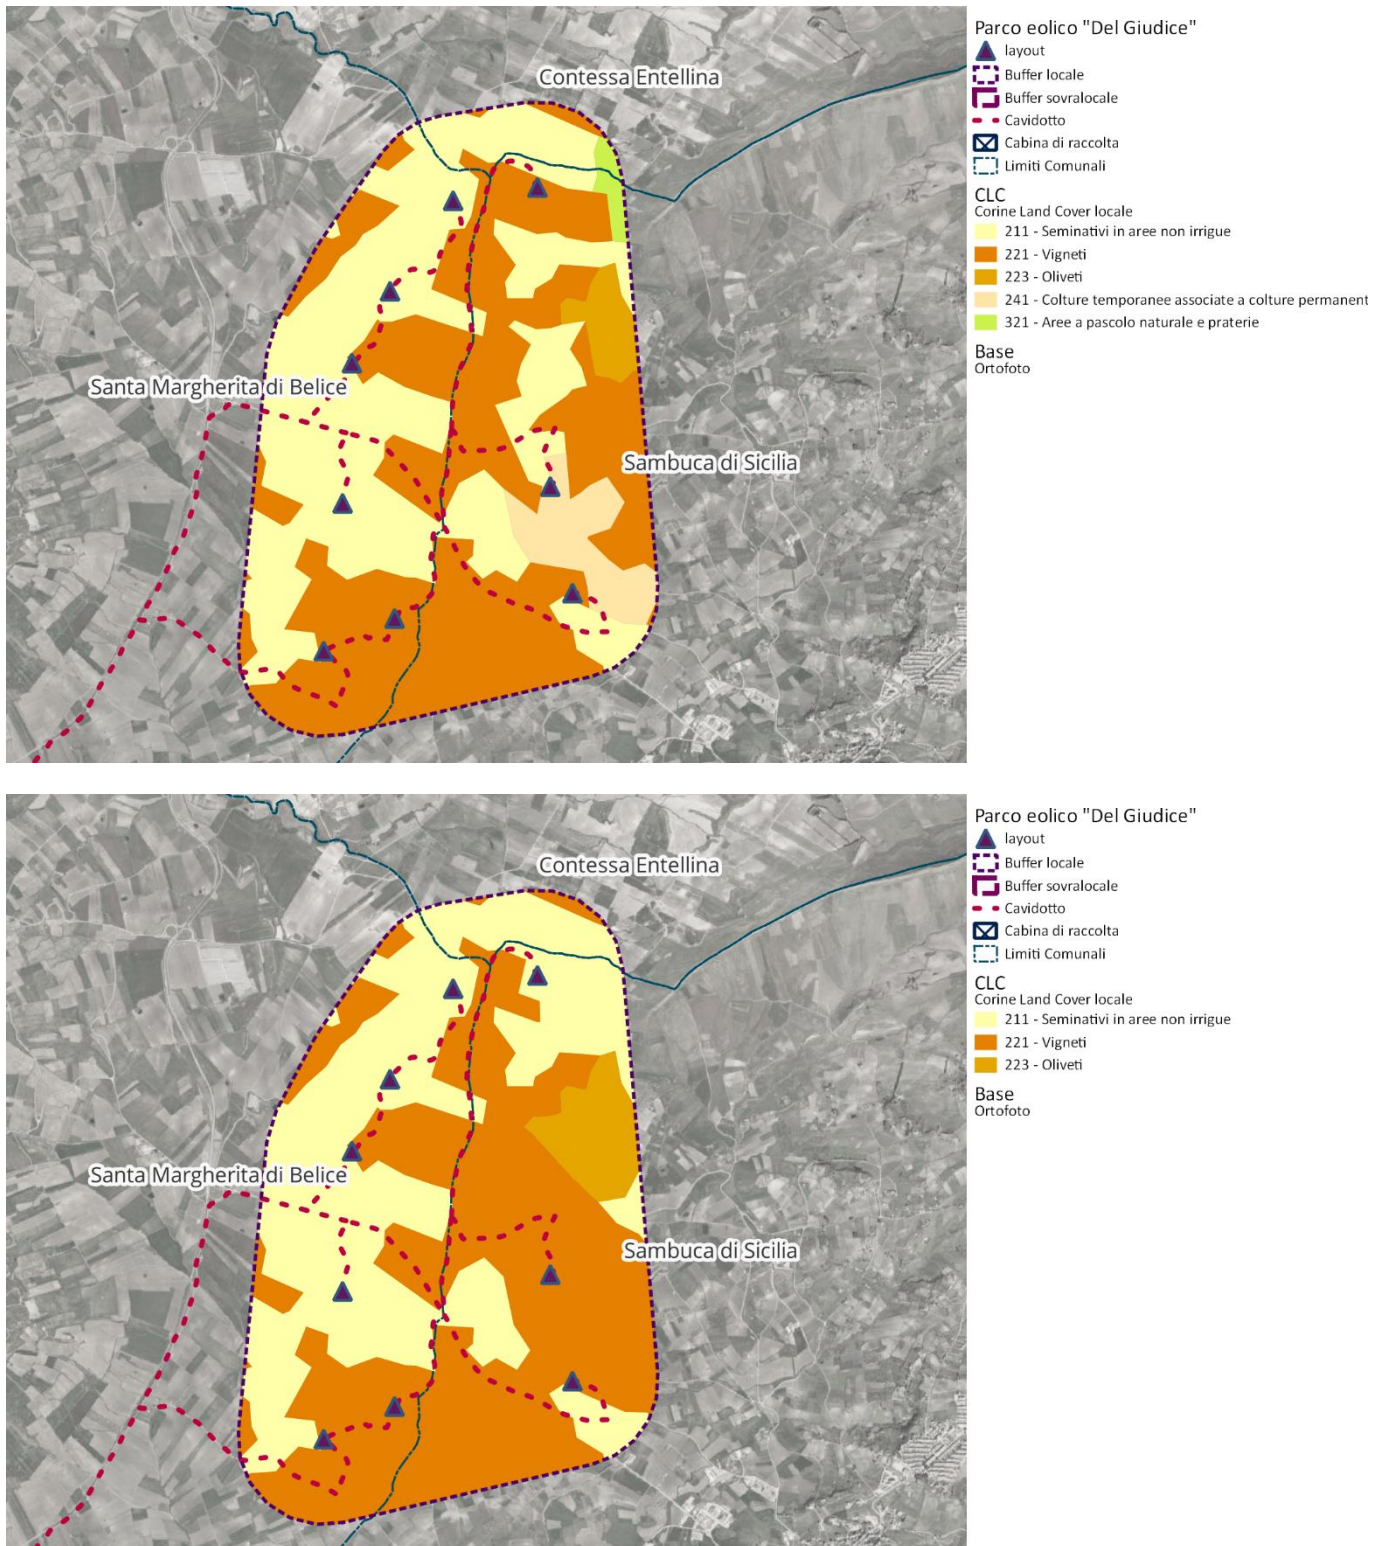 Parco eolico "Del Giudice"
layout
Buffer locale
Buffer sovralocale
Cavidotto
Cabina di raccolta
Limiti Comunali
CLC
Corine Land Cover locale
211 - Seminativi in aree non irrigue
221 - Vigneti
223 - Oliveti
241 - Colture temporanee associate a colture permanent
321 - Aree a pascolo naturale e praterie
Base
Ortofoto
Contessa Entellina
Santa Margherita di Belice
Sambuca di Sicilia
Parco eolico "Del Giudice"
layout
Buffer locale
Buffer sovralocale
Cavidotto
Cabina di raccolta
Limiti Comunali
CLC
Corine Land Cover locale
211 - Seminativi in aree non irrigue
221 - Vigneti
223 - Oliveti
Base
Ortofoto
Contessa Entellina
Santa Margherita di Belice
Sambuca di Sicilia